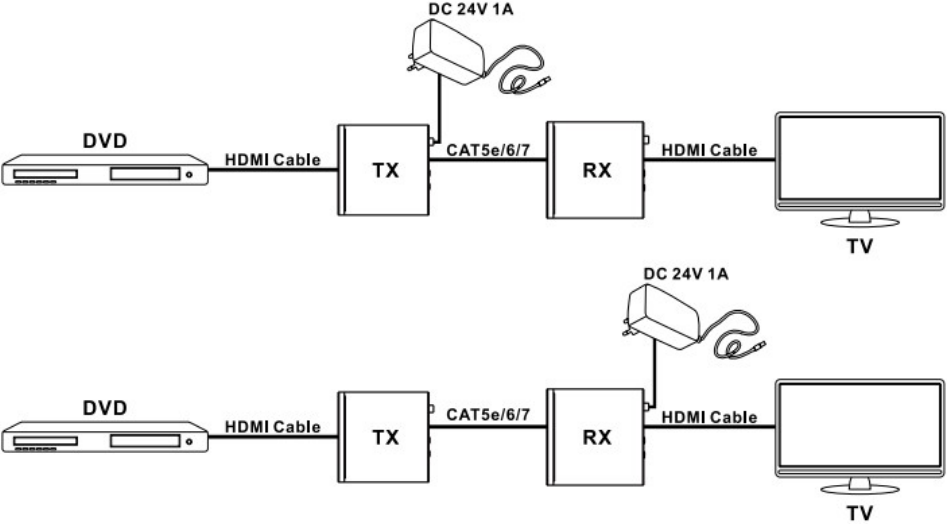 DC 24V 1A
DVD
HDMI Cable
TX
CAT5e/6/7
RX
HDMI Cable
TV
DC 24V 1A
DVD
HDMI Cable
TX
CAT5e/6/7
RX
HDMI Cable
TV